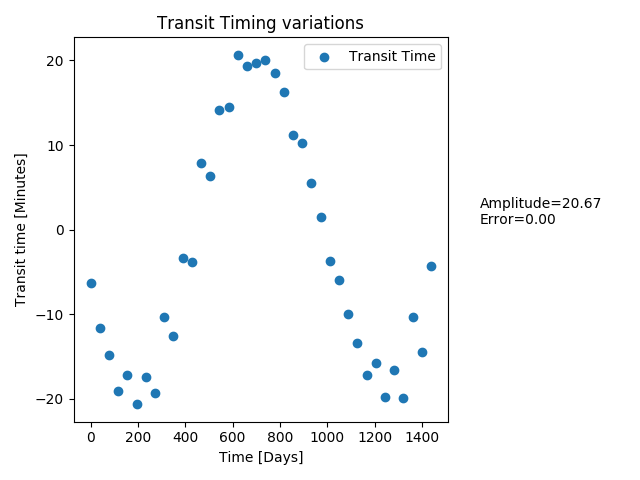 Transit Timing variations
Transit Time
Transit time [Minutes]
20
10
0
−10
−20
0
200
400
600
800
1000
1200
1400
Time [Days]
Amplitude=20.67
Error=0.00